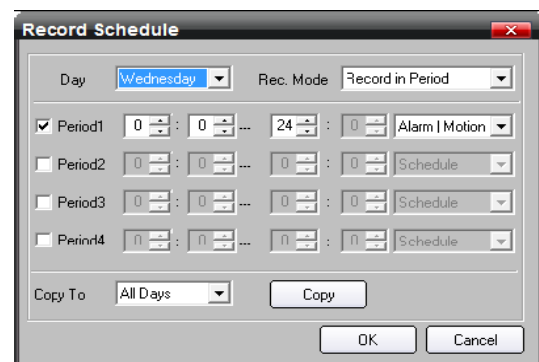 Record Schedule
Day Wednesday Rec. Mode Record in Period
Period1 0 : 0 ... 24 : 0 Alarm | Motion
Period2 0 : 0 ... 0 : 0 Schedule
Period3 0 : 0 ... 0 : 0 Schedule
Period4 0 : 0 ... 0 : 0 Schedule
Copy To All Days Copy
OK Cancel